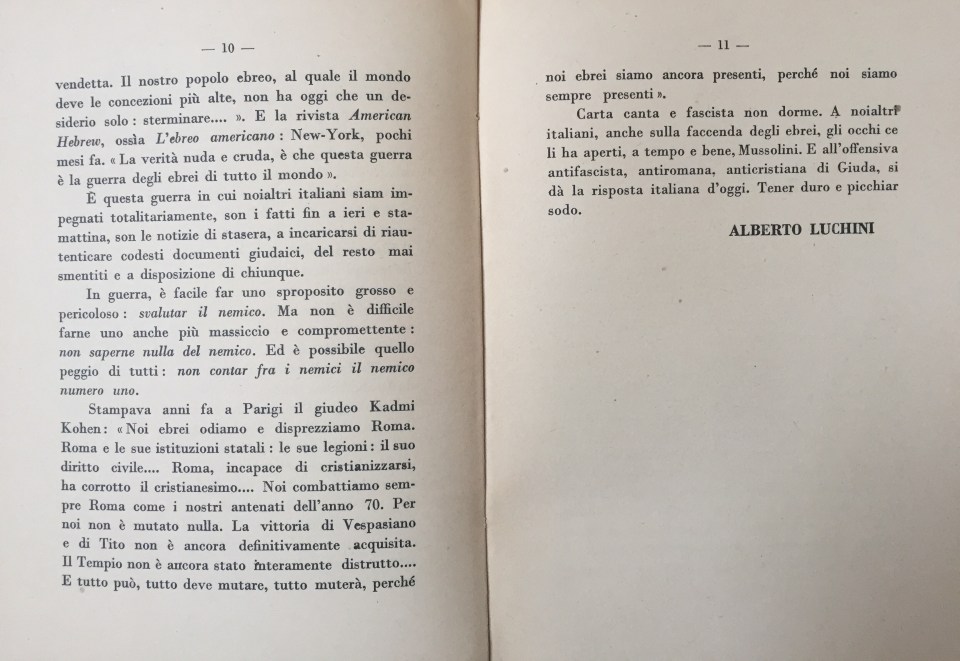 — 10 —
vendetta. Il nostro popolo ebreo, al quale il mondo
deve le concezioni più alte, non ha oggi che un de-
siderio solo : sterminare.... ». E la rivista American
Hebrew, ossìa L'ebreo americano : New-York, pochi
mesi fa. « La verità nuda e cruda, è che questa guerra
è la guerra degli ebrei di tutto il mondo ».
È questa guerra in cui noialtri italiani siam im-
pegnati totalitariamente, son i fatti fin a ieri e sta-
mattina, son le notizie di stasera, a incaricarsi di riau-
tenticare codesti documenti giudaici, del resto mai
smentiti e a disposizione di chiunque.
In guerra, è facile far uno sproposito grosso e
pericoloso : svalutar il nemico. Ma non è difficile
farne uno anche più massiccio e compromettente :
non saperne nulla del nemico. Ed è possibile quello
peggio di tutti : non contar fra i nemici il nemico
numero uno.
Stampava anni fa a Parigi il giudeo Kadmi
Kohen : « Noi ebrei odiamo e disprezziamo Roma.
Roma e le sue istituzioni statali : le sue legioni : il suo
diritto civile.... Roma, incapace di cristianizzarsi,
ha corrotto il cristianesimo.... Noi combattiamo sem-
pre Roma come i nostri antenati dell'anno 70. Per
noi non è mutato nulla. La vittoria di Vespasiano
e di Tito non è ancora definitivamente acquisita.
Il Tempio non è ancora stato interamente distrutto....
E tutto può, tutto deve mutare, tutto muterà, perché
— 11 —
noi ebrei siamo ancora presenti, perché noi siamo
sempre presenti ».
Carta canta e fascista non dorme. A noialtri
italiani, anche sulla faccenda degli ebrei, gli occhi ce
li ha aperti, a tempo e bene, Mussolini. E all'offensiva
antifascista, antiromana, anticristiana di Giuda, si
dà la risposta italiana d'oggi. Tener duro e picchiar
sodo.
ALBERTO LUCHINI